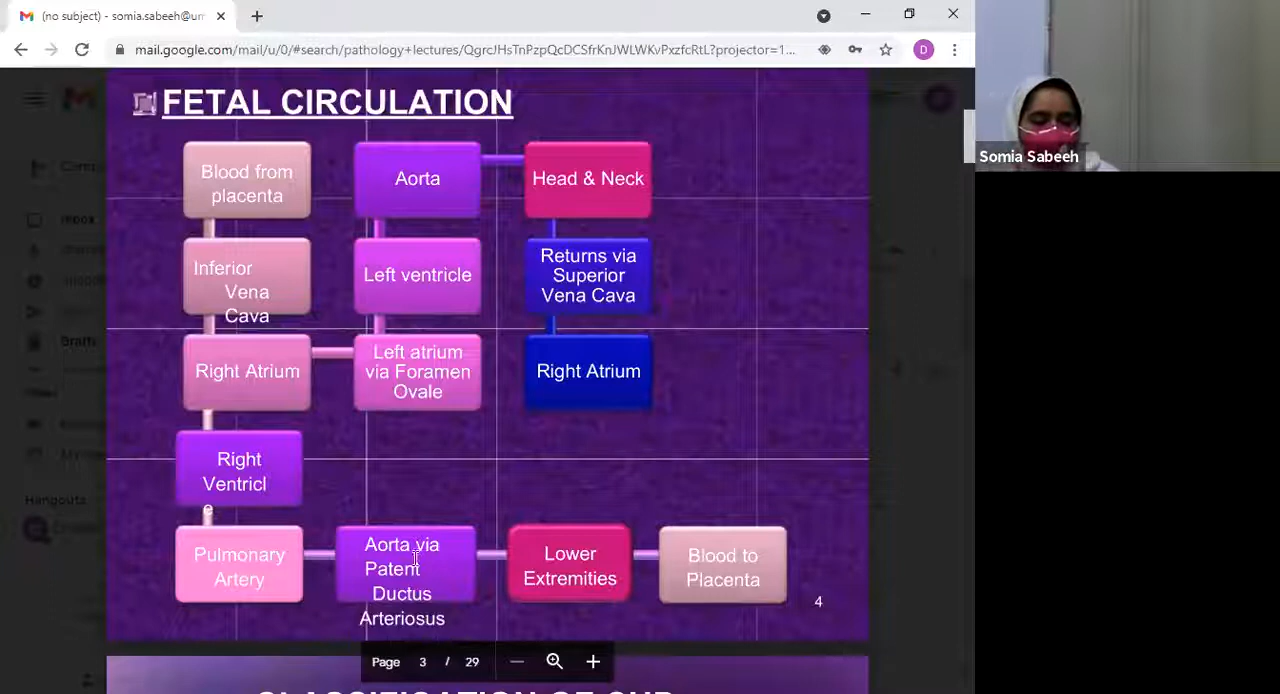 (no subject) - somia.sabeeh@um
mail.google.com/mail/u/0/#search/pathology+lectures/QgrcJHsTnPzpQcDCSfrKnJWLWKvPxzfcRtL?projector=1...
D
FETAL CIRCULATION
Blood from
placenta
Aorta
Head & Neck
Inferior
Vena
Cava
Left ventricle
Returns via
Superior
Vena Cava
Right Atrium
Left atrium
via Foramen
Ovale
Right Atrium
Right
Ventricl
e
Pulmonary
Artery
Aorta via
Patent
Ductus
Arteriosus
Lower
Extremities
Blood to
Placenta
4
Page 3 / 29
Somia Sabeeh
Hangouts